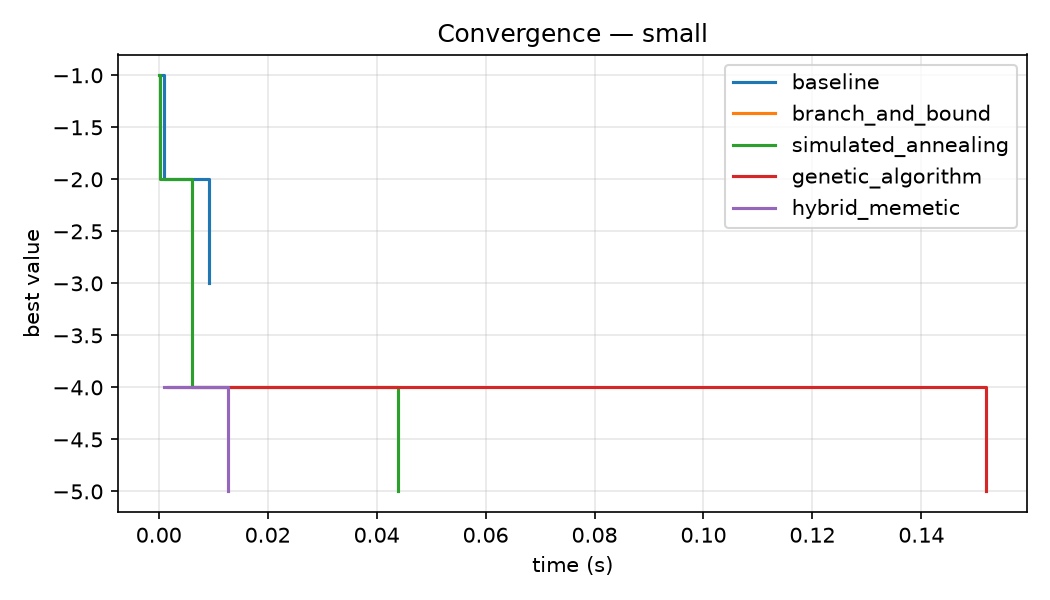 Convergence — small
best value
−1.0
−1.5
−2.0
−2.5
−3.0
−3.5
−4.0
−4.5
−5.0
baseline
branch_and_bound
simulated_annealing
genetic_algorithm
hybrid_memetic
0.00 0.02 0.04 0.06 0.08 0.10 0.12 0.14
time (s)